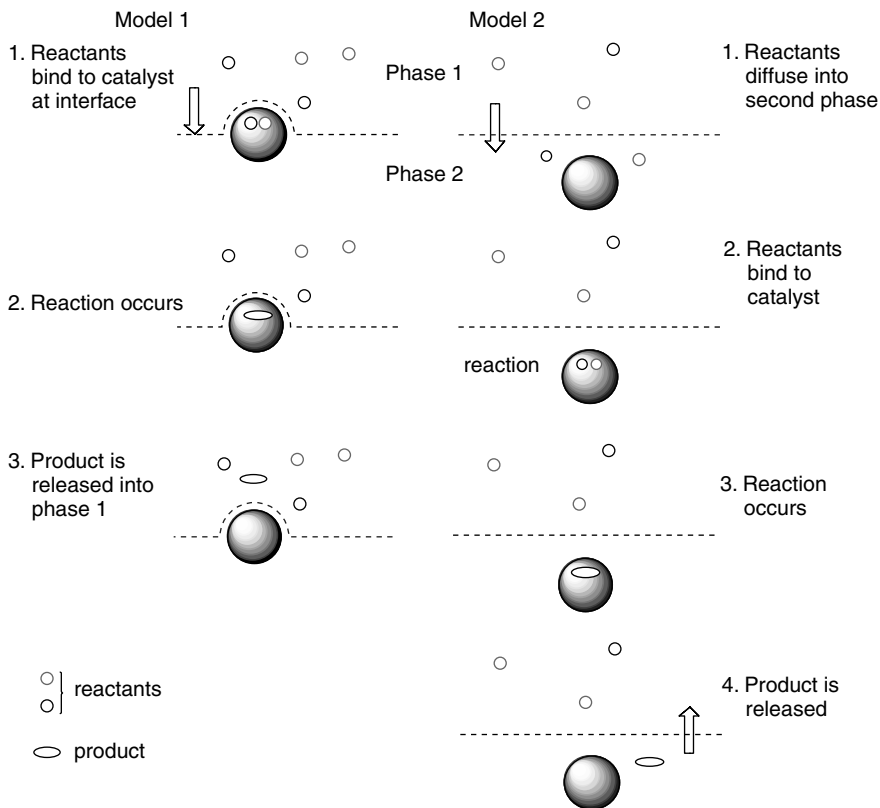 Model 1
1. Reactants
bind to catalyst
at interface
2. Reaction occurs
3. Product is
released into
phase 1
reactants
product
Model 2
Phase 1
Phase 2
1. Reactants
diffuse into
second phase
2. Reactants
bind to
catalyst
reaction
3. Reaction
occurs
4. Product is
released